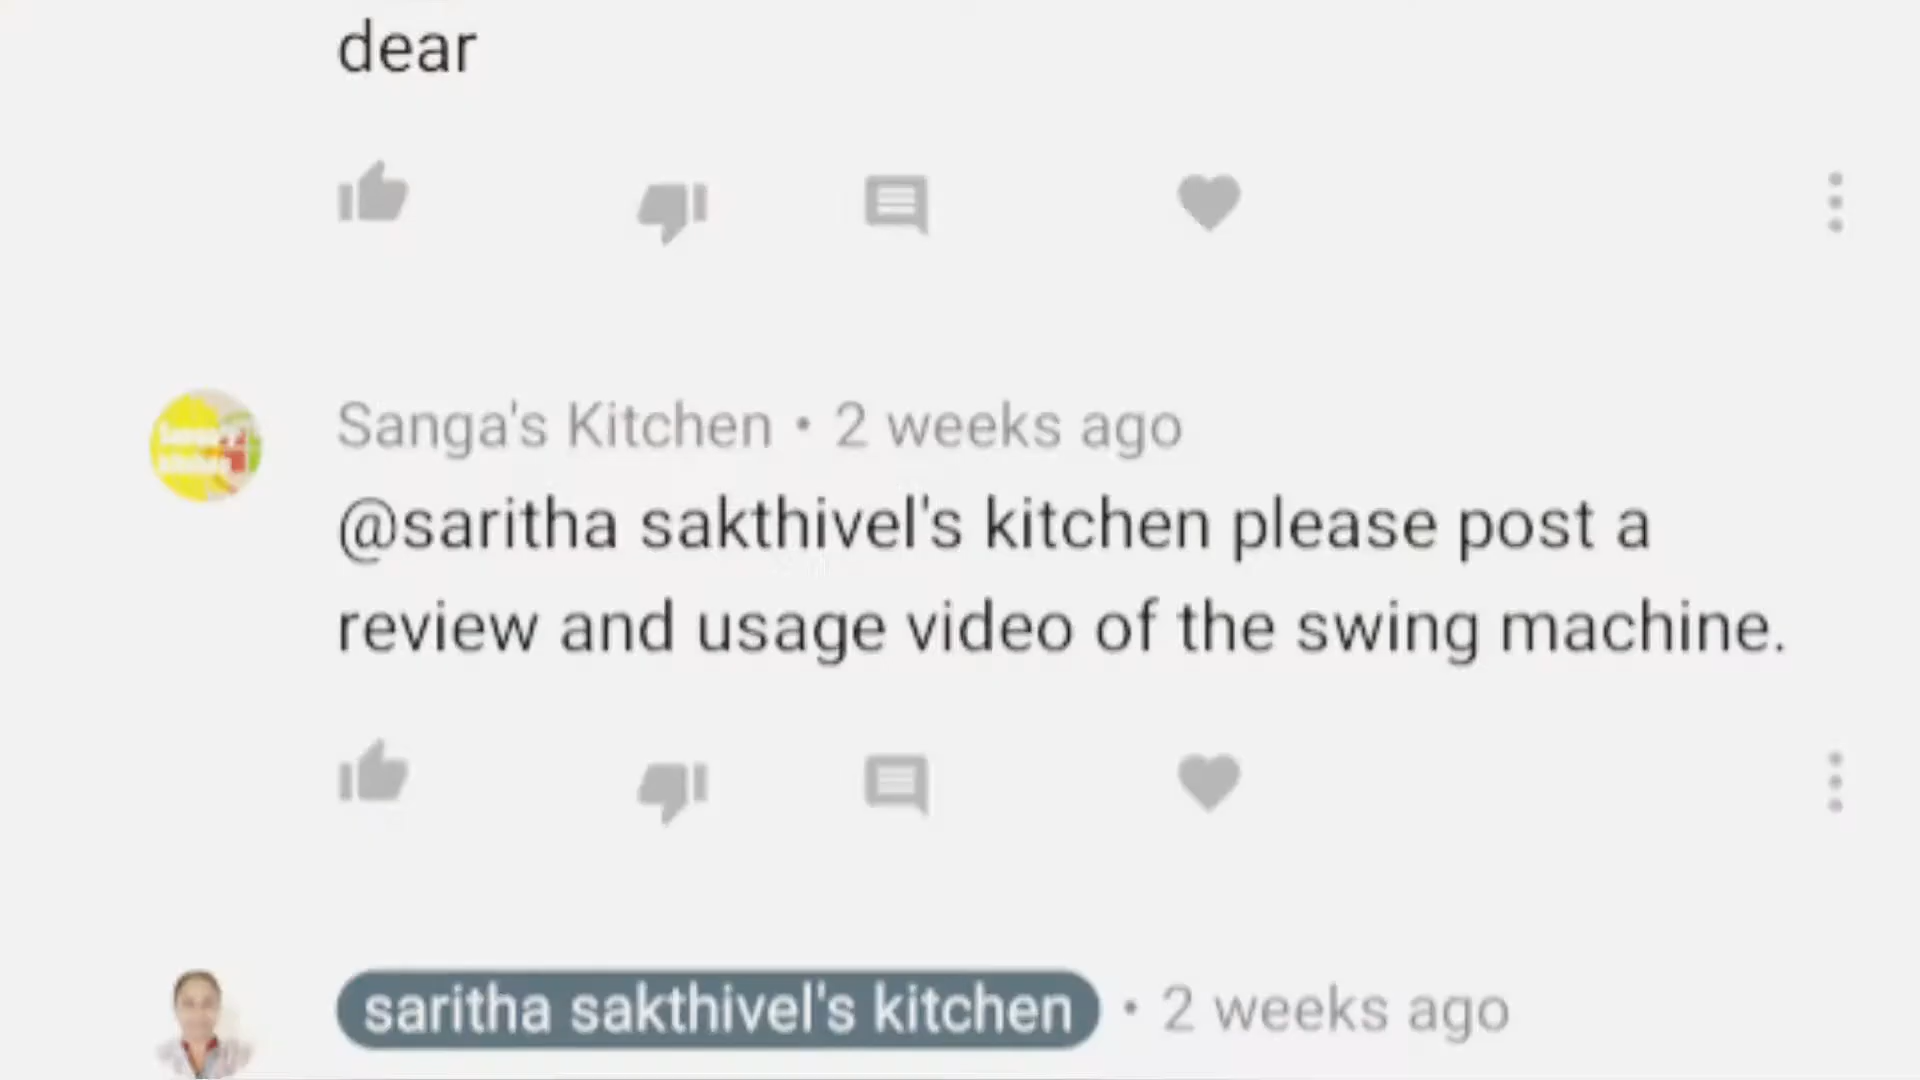 dear
Sanga's Kitchen • 2 weeks ago
@saritha sakthivel's kitchen please post a
review and usage video of the swing machine.
saritha sakthivel's kitchen • 2 weeks ago